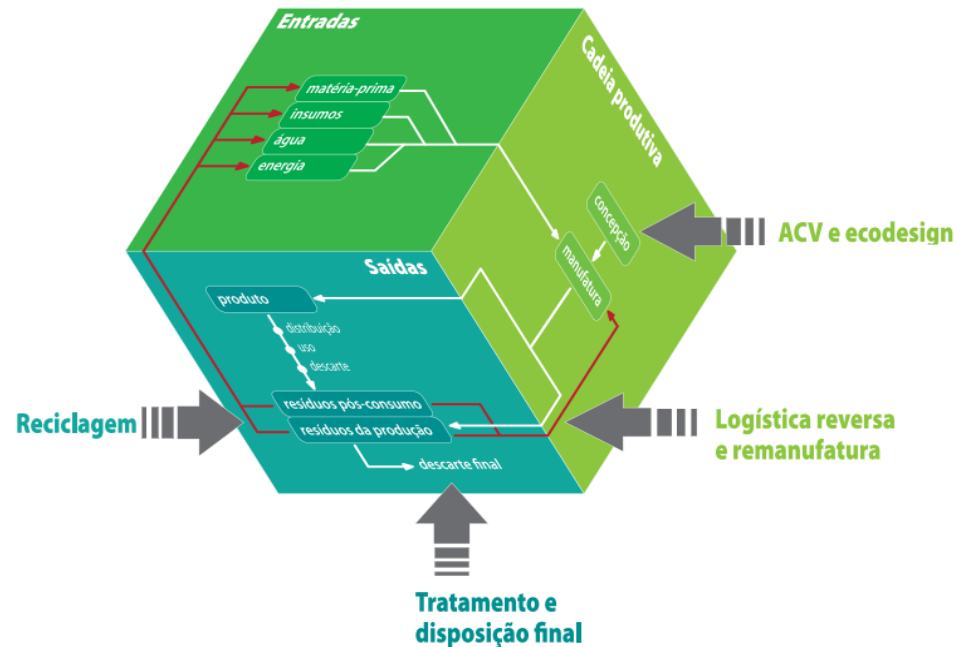 Entradas
matéria-prima
insumos
água
energia
Cadeia produtiva
concepção
manufatura
ACV e ecodesign
Saídas
produto
distribuição
uso
descarte
resíduos pós-consumo
resíduos da produção
descarte final
Reciclagem
Logística reversa
e remanufatura
Tratamento e
disposição final